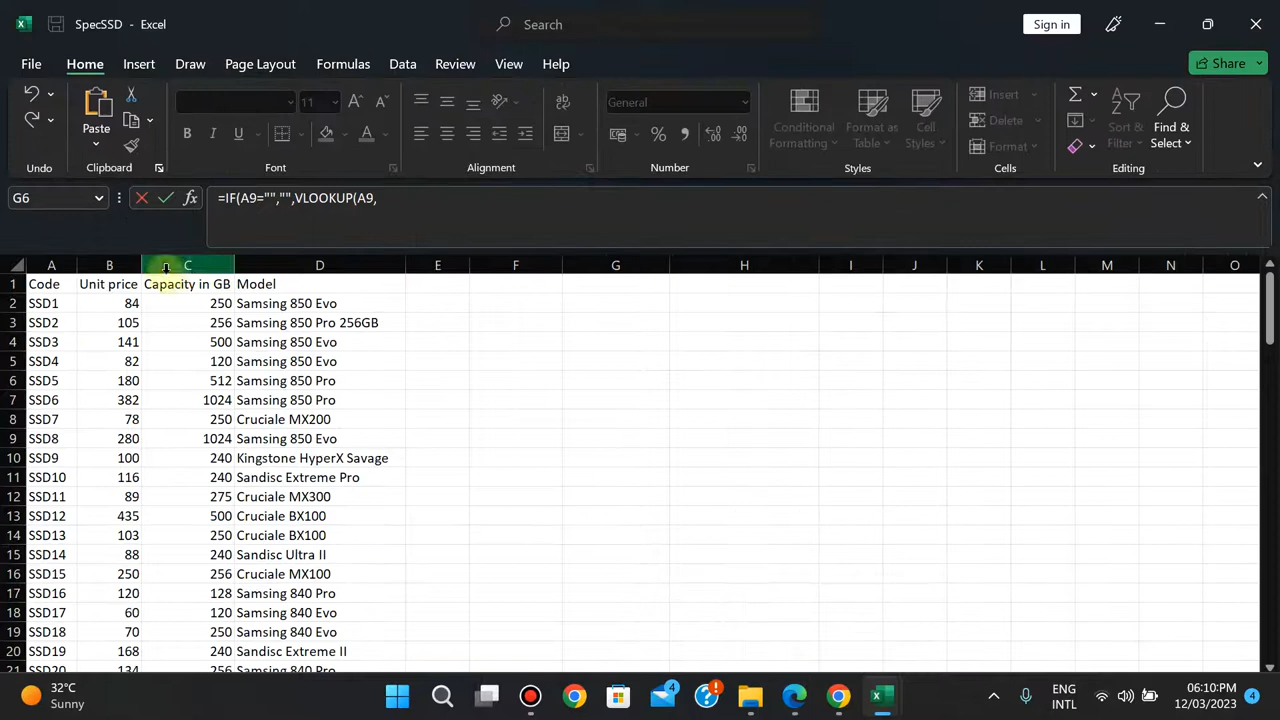 SpecSSD - Excel
Search
Sign in
File Home Insert Draw Page Layout Formulas Data Review View Help
Share
11
General
Paste
Conditional Formatting
Format as Table
Cell Styles
Insert
Delete
Format
Sort & Filter
Find & Select
Undo Clipboard Font Alignment Number Styles Cells Editing
G6 =IF(A9="","",VLOOKUP(A9,
A B C D E F G H I J K L M N O
1 Code Unit price Capacity in GB Model
2 SSD1 84 250 Samsing 850 Evo
3 SSD2 105 256 Samsing 850 Pro 256GB
4 SSD3 141 500 Samsing 850 Evo
5 SSD4 82 120 Samsing 850 Evo
6 SSD5 180 512 Samsing 850 Pro
7 SSD6 382 1024 Samsing 850 Pro
8 SSD7 78 250 Cruciale MX200
9 SSD8 280 1024 Samsing 850 Evo
10 SSD9 100 240 Kingstone HyperX Savage
11 SSD10 116 240 Sandisc Extreme Pro
12 SSD11 89 275 Cruciale MX300
13 SSD12 435 500 Cruciale BX100
14 SSD13 103 250 Cruciale BX100
15 SSD14 88 240 Sandisc Ultra II
16 SSD15 250 256 Cruciale MX100
17 SSD16 120 128 Samsing 840 Pro
18 SSD17 60 120 Samsing 840 Evo
19 SSD18 70 250 Samsing 840 Evo
20 SSD19 168 240 Sandisc Extreme II
21 SSD20 134 256 Samsing 840 Pro
32°C
Sunny
4
ENG
INTL
06:10:PM
12/03/2023
4